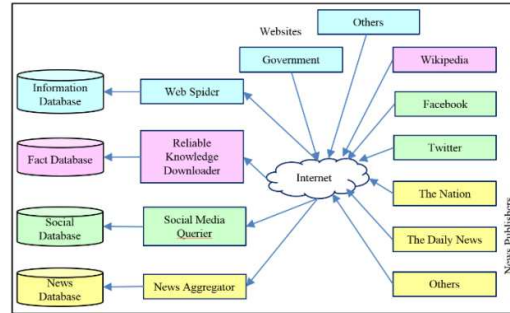 Others
Websites
Government
Wikipedia
Information
Database
Web Spider
Facebook
Reliable
Knowledge
Downloader
Fact Database
Twitter
Internet
The Nation
Social
Database
Social Media
Querier
The Daily News
News Publishers
News
Database
News Aggregator
Others